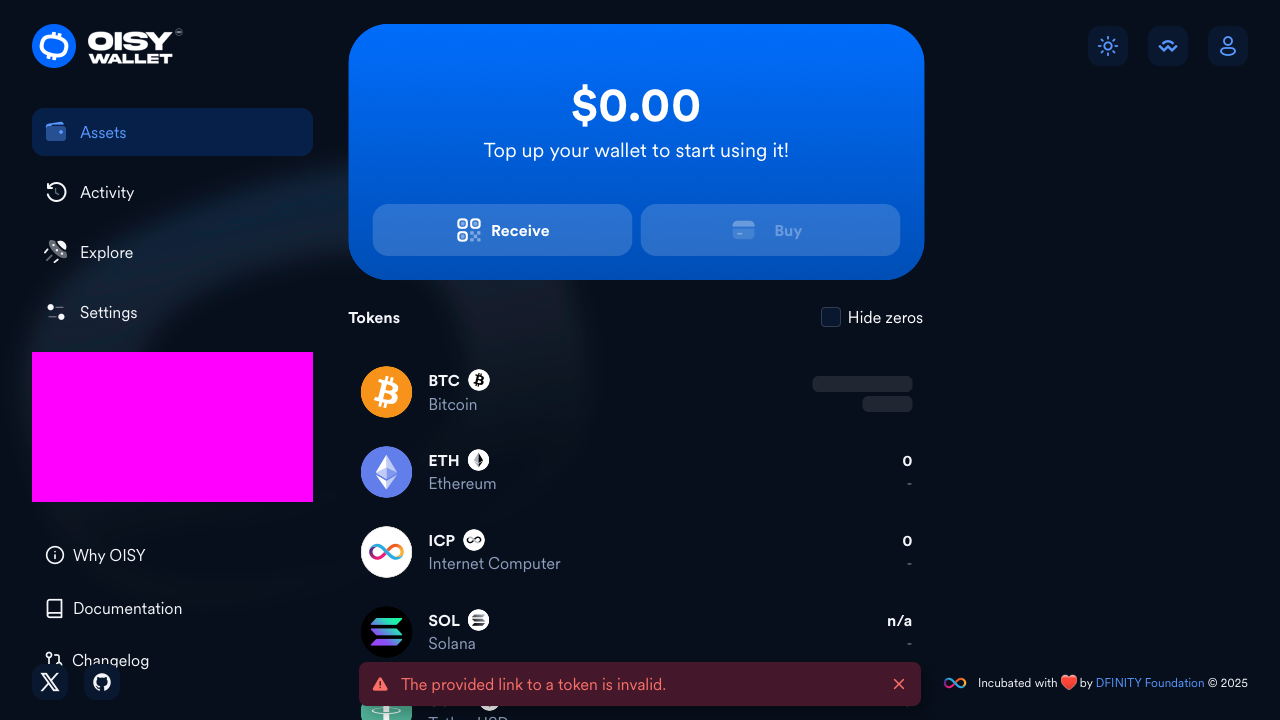 OISY
WALLET
Assets
Activity
Explore
Settings
Why OISY
Documentation
Changelog
$0.00
Top up your wallet to start using it!
Receive
Buy
Tokens
Hide zeros
BTC
Bitcoin
ETH
0
Ethereum
-
ICP
0
Internet Computer
-
SOL
n/a
Solana
-
The provided link to a token is invalid.
Incubated with ❤️ by DFINITY Foundation © 2025